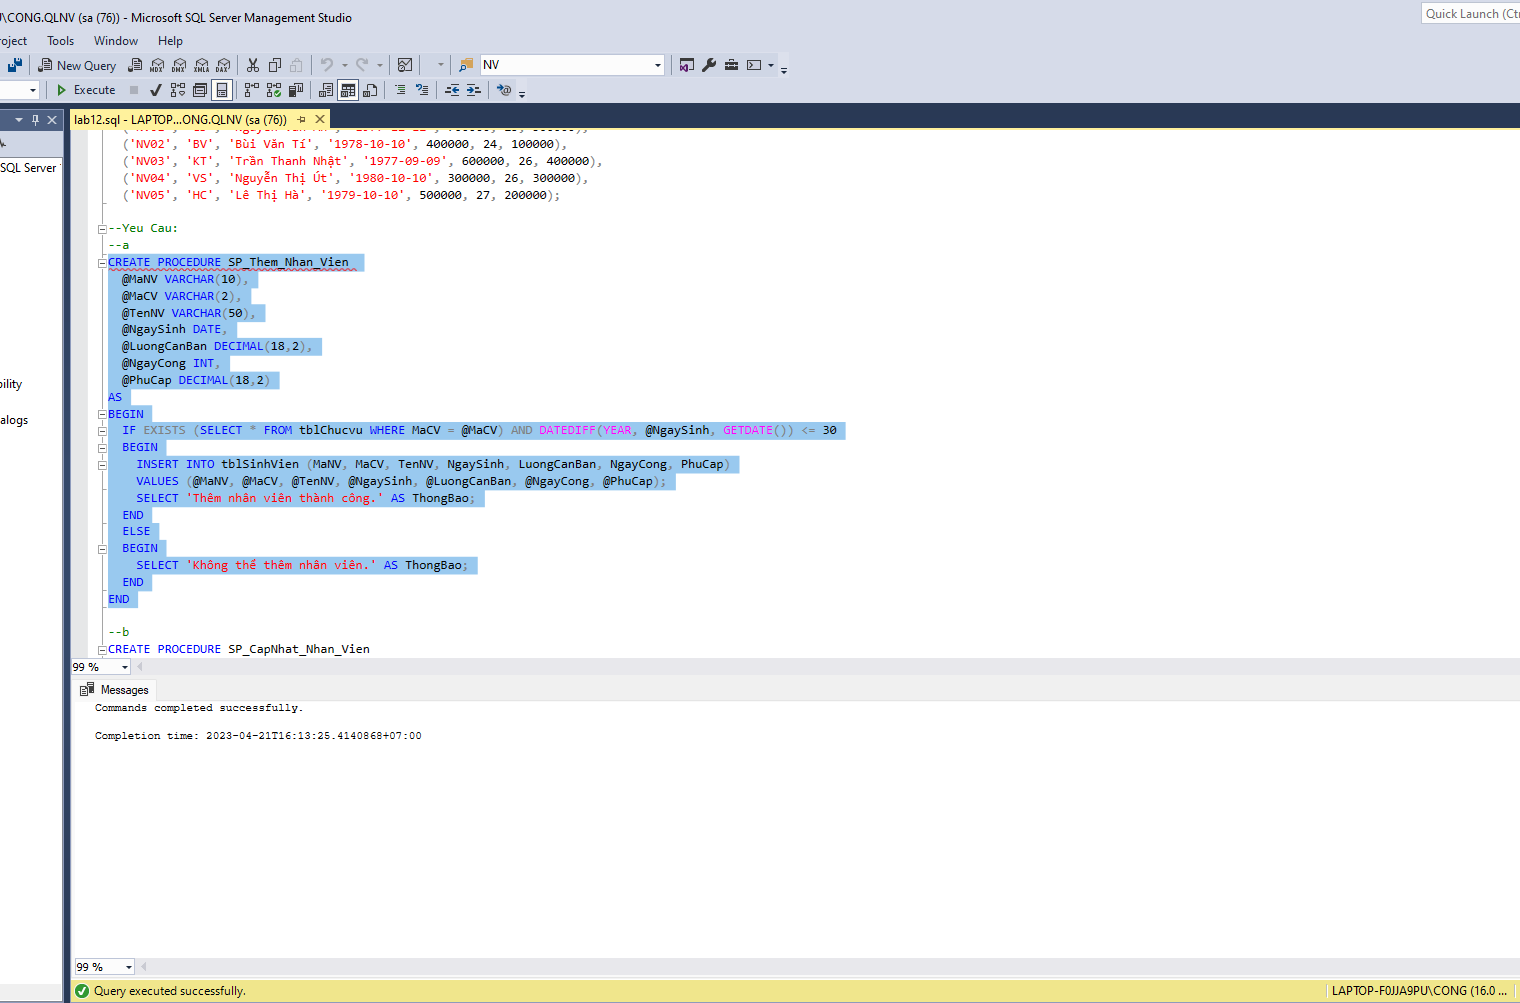 \CONG.QLNV (sa (76)) - Microsoft SQL Server Management Studio
Quick Launch (Ct
roject Tools Window Help
New Query MDX DMX XMLA DAX NV
Execute
lab12.sql - LAPTOP...ONG.QLNV (sa (76))
SQL Server
bility
alogs
('NV02', 'BV', 'Bùi Văn Tí', '1978-10-10', 400000, 24, 100000),
('NV03', 'KT', 'Trần Thanh Nhật', '1977-09-09', 600000, 26, 400000),
('NV04', 'VS', 'Nguyễn Thị Út', '1980-10-10', 300000, 26, 300000),
('NV05', 'HC', 'Lê Thị Hà', '1979-10-10', 500000, 27, 200000);
--Yeu Cau:
--a
CREATE PROCEDURE SP_Them_Nhan_Vien
@MaNV VARCHAR(10),
@MaCV VARCHAR(2),
@TenNV VARCHAR(50),
@NgaySinh DATE,
@LuongCanBan DECIMAL(18,2),
@NgayCong INT,
@PhuCap DECIMAL(18,2)
AS
BEGIN
IF EXISTS (SELECT * FROM tblChucvu WHERE MaCV = @MaCV) AND DATEDIFF(YEAR, @NgaySinh, GETDATE()) <= 30
BEGIN
INSERT INTO tblSinhVien (MaNV, MaCV, TenNV, NgaySinh, LuongCanBan, NgayCong, PhuCap)
VALUES (@MaNV, @MaCV, @TenNV, @NgaySinh, @LuongCanBan, @NgayCong, @PhuCap);
SELECT 'Thêm nhân viên thành công.' AS ThongBao;
END
ELSE
BEGIN
SELECT 'Không thể thêm nhân viên.' AS ThongBao;
END
END
--b
CREATE PROCEDURE SP_CapNhat_Nhan_Vien
99 %
Messages
Commands completed successfully.
Completion time: 2023-04-21T16:13:25.4140868+07:00
99 %
Query executed successfully.
LAPTOP-F0JJA9PU\CONG (16.0 ...